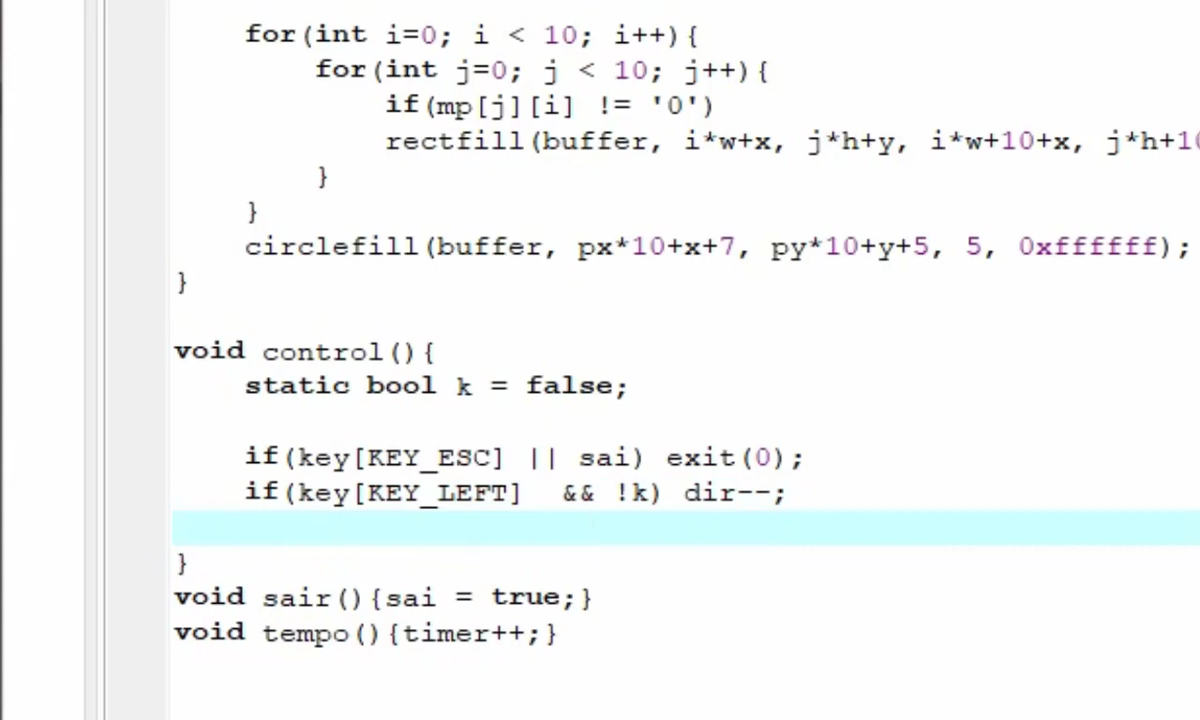 for(int i=0; i < 10; i++){
for(int j=0; j < 10; j++){
if(mp[j][i] != '0')
rectfill(buffer, i*w+x, j*h+y, i*w+10+x, j*h+10
}
}
circlefill(buffer, px*10+x+7, py*10+y+5, 5, 0xffffff);
}
void control(){
static bool k = false;
if(key[KEY_ESC] || sai) exit(0);
if(key[KEY_LEFT]  && !k) dir--;
}
void sair(){sai = true;}
void tempo(){timer++;}